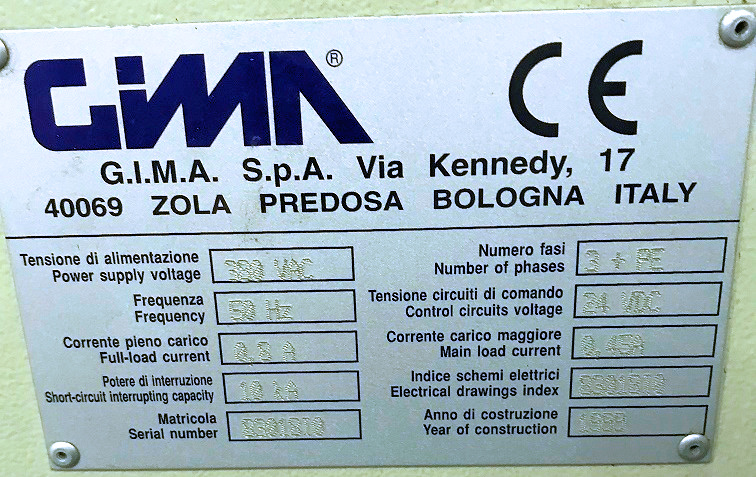 GiMA®
CE
G.I.M.A. S.p.A. Via Kennedy, 17
40069 ZOLA PREDOSA BOLOGNA ITALY
Tensione di alimentazione
Power supply voltage
380 VAC
Numero fasi
Number of phases
3 + PE
Frequenza
Frequency
50 Hz
Tensione circuiti di comando
Control circuits voltage
24 VDC
Corrente pieno carico
Full-load current
Corrente carico maggiore
Main load current
Potere di interruzione
Short-circuit interrupting capacity
10 kA
Indice schemi elettrici
Electrical drawings index
Matricola
Serial number
Anno di costruzione
Year of construction